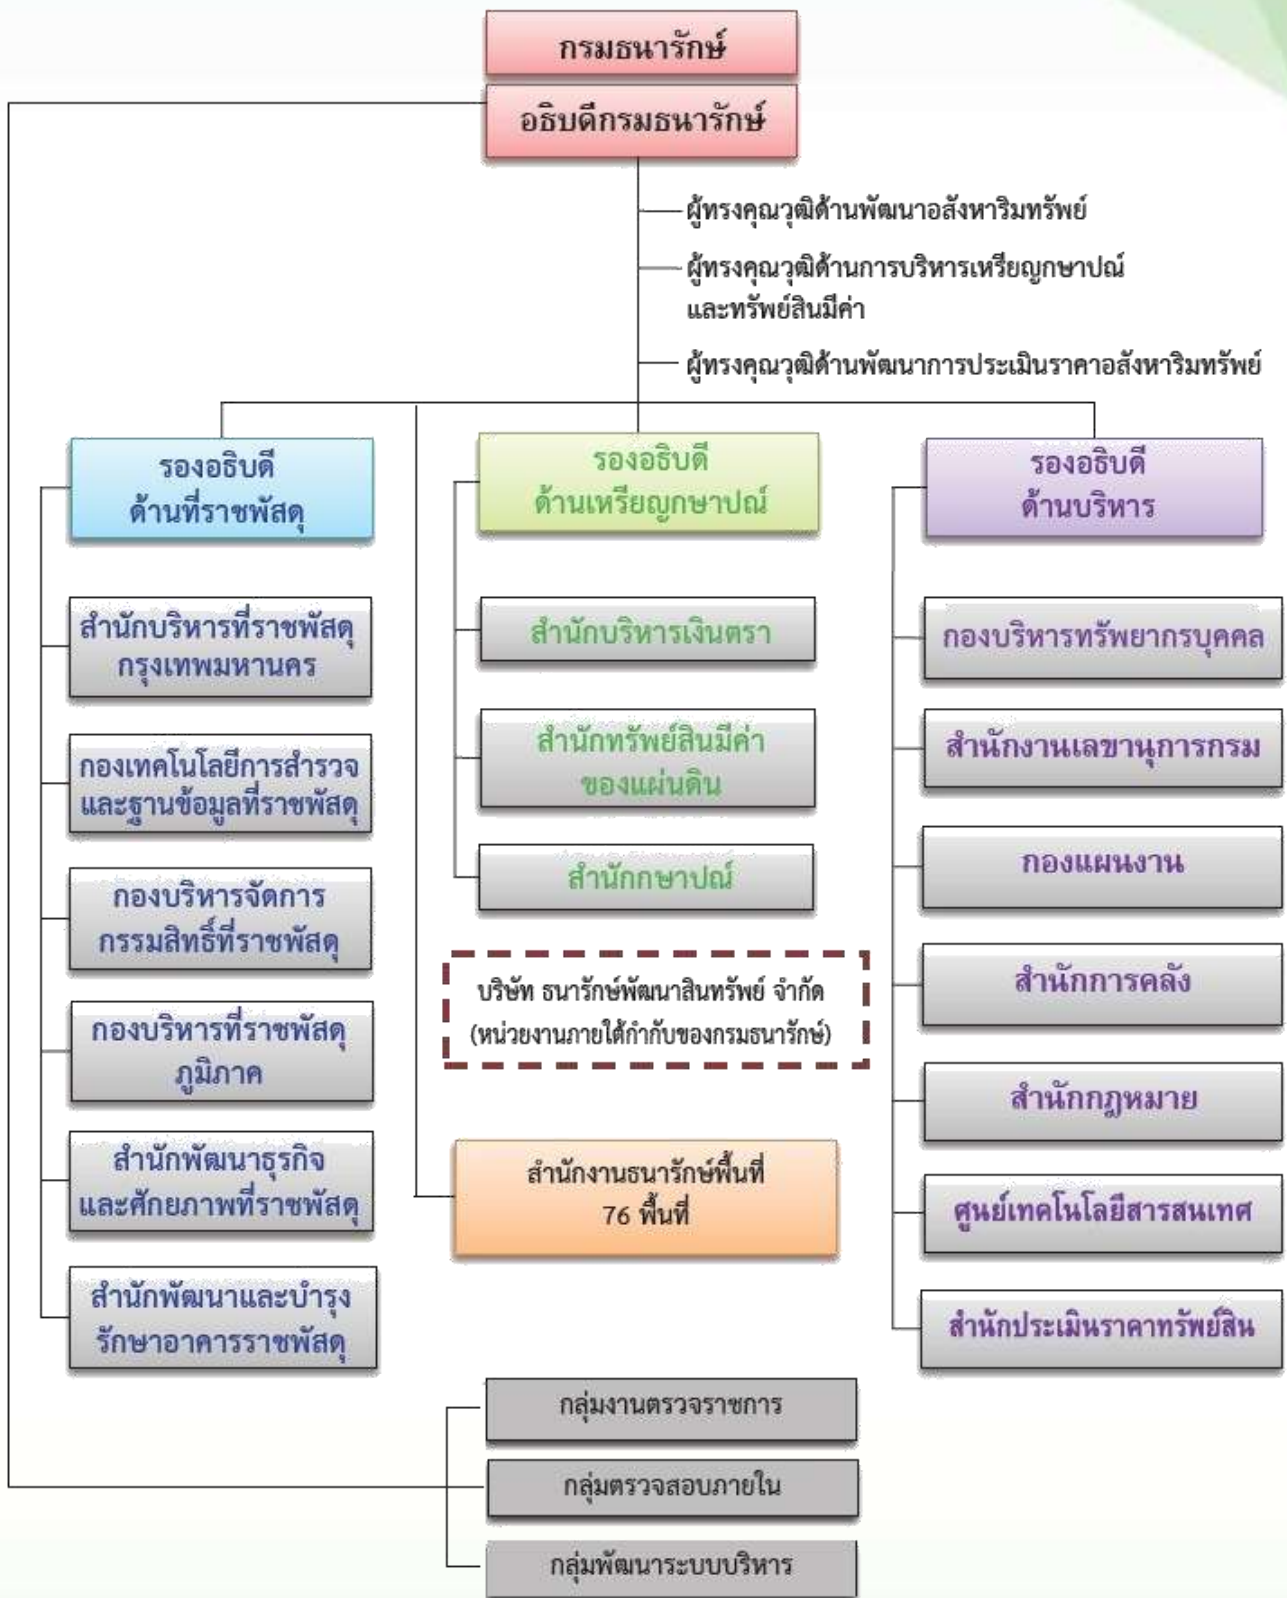 กรมธนารักษ์
อธิบดีกรมธนารักษ์
ผู้ทรงคุณวุฒิด้านพัฒนาอสังหาริมทรัพย์
ผู้ทรงคุณวุฒิด้านการบริหารเหรียญกษาปณ์
และทรัพย์สินมีค่า
ผู้ทรงคุณวุฒิด้านพัฒนาการประเมินราคาอสังหาริมทรัพย์
รองอธิบดี
ด้านที่ราชพัสดุ
สำนักบริหารที่ราชพัสดุ
กรุงเทพมหานคร
กองเทคโนโลยีการสำรวจ
และฐานข้อมูลที่ราชพัสดุ
กองบริหารจัดการ
กรรมสิทธิ์ที่ราชพัสดุ
กองบริหารที่ราชพัสดุ
ภูมิภาค
สำนักพัฒนาธุรกิจ
และศักยภาพที่ราชพัสดุ
สำนักพัฒนาและบำรุง
รักษาอาคารราชพัสดุ
รองอธิบดี
ด้านเหรียญกษาปณ์
สำนักบริหารเงินตรา
สำนักทรัพย์สินมีค่า
ของแผ่นดิน
สำนักกษาปณ์
บริษัท ธนารักษ์พัฒนาสินทรัพย์ จำกัด
(หน่วยงานภายใต้กำกับของกรมธนารักษ์)
สำนักงานธนารักษ์พื้นที่
76 พื้นที่
รองอธิบดี
ด้านบริหาร
กองบริหารทรัพยากรบุคคล
สำนักงานเลขานุการกรม
กองแผนงาน
สำนักการคลัง
สำนักกฎหมาย
ศูนย์เทคโนโลยีสารสนเทศ
สำนักประเมินราคาทรัพย์สิน
กลุ่มงานตรวจราชการ
กลุ่มตรวจสอบภายใน
กลุ่มพัฒนาระบบบริหาร